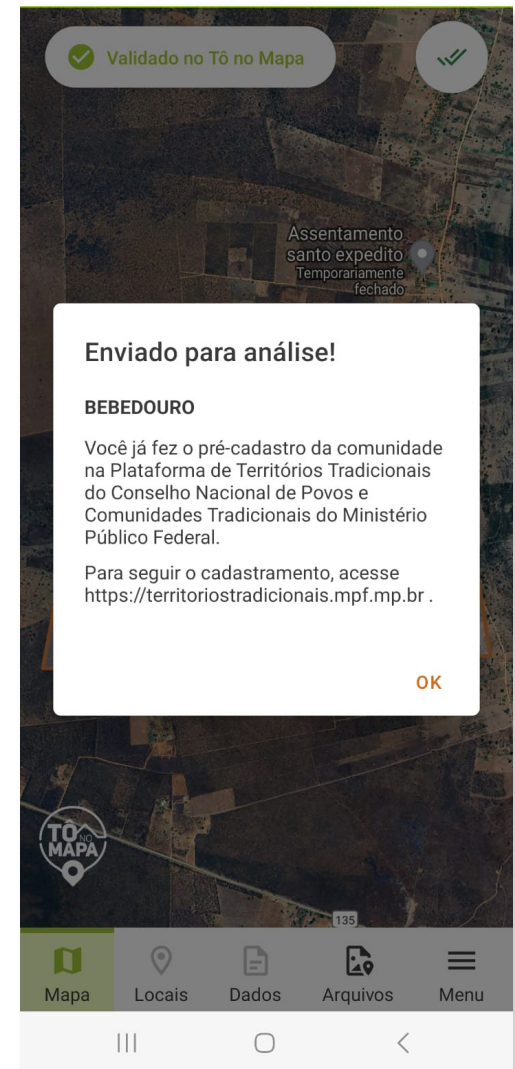 Validado no Tô no Mapa
Assentamento
santo expedito
Temporariamente
fechado
Enviado para análise!
BEBEDOURO
Você já fez o pré-cadastro da comunidade
na Plataforma de Territórios Tradicionais
do Conselho Nacional de Povos e
Comunidades Tradicionais do Ministério
Público Federal.
Para seguir o cadastramento, acesse
https://territoriostradicionais.mpf.mp.br .
OK
TÔ NO
MAPA
135
Mapa Locais Dados Arquivos Menu